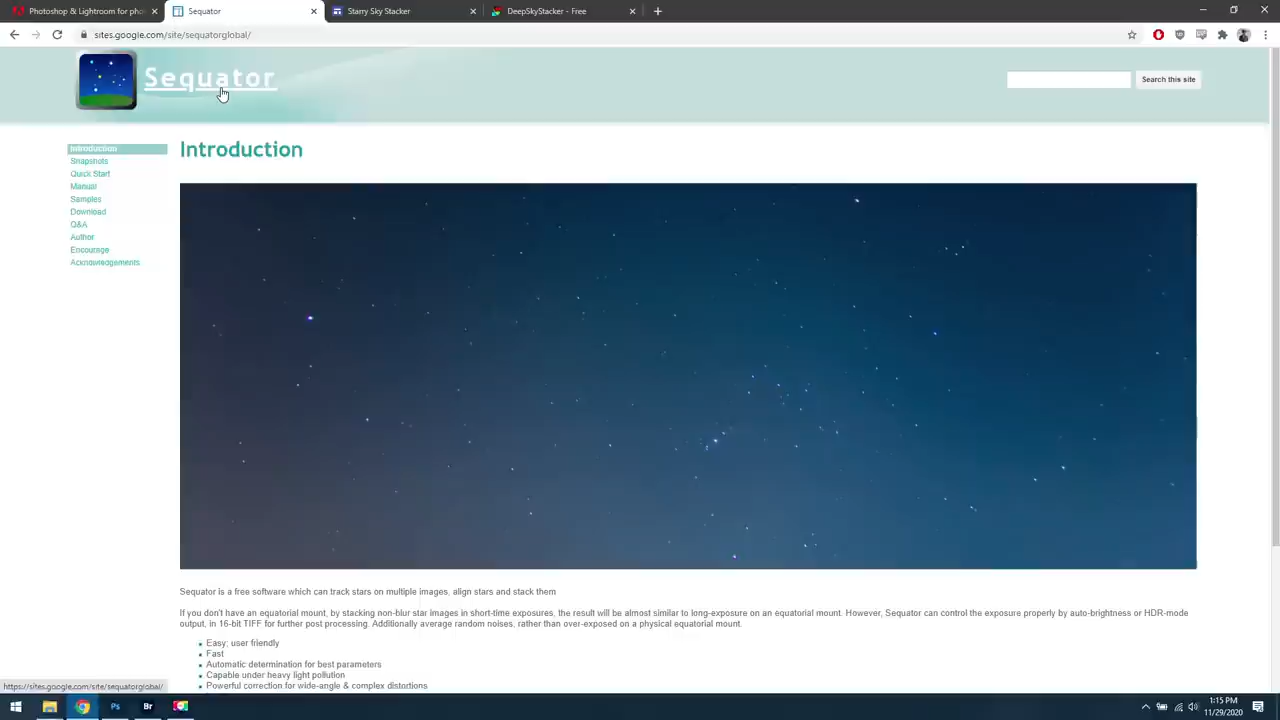 Photoshop & Lightroom for pho
Sequator
Starry Sky Stacker
DeepSkyStacker - Free
sites.google.com/site/sequatorglobal/
Sequator
Search this site
Introduction
Snapshots
Quick Start
Manual
Samples
Download
Q&A
Author
Encourage
Acknowledgements
Introduction
Sequator is a free software which can track stars on multiple images, align stars and stack them
If you don't have an equatorial mount, by stacking non-blur star images in short-time exposures, the result will be almost similar to long-exposure on an equatorial mount. However, Sequator can control the exposure properly by auto-brightness or HDR-mode
output, in 16-bit TIFF for further post processing. Additionally average random noises, rather than over-exposed on a physical equatorial mount.
Easy; user friendly
Fast
Automatic determination for best parameters
Capable under heavy light pollution
Powerful correction for wide-angle & complex distortions
https://sites.google.com/site/sequatorglobal/
Ps
Br
1:15 PM
11/29/2020